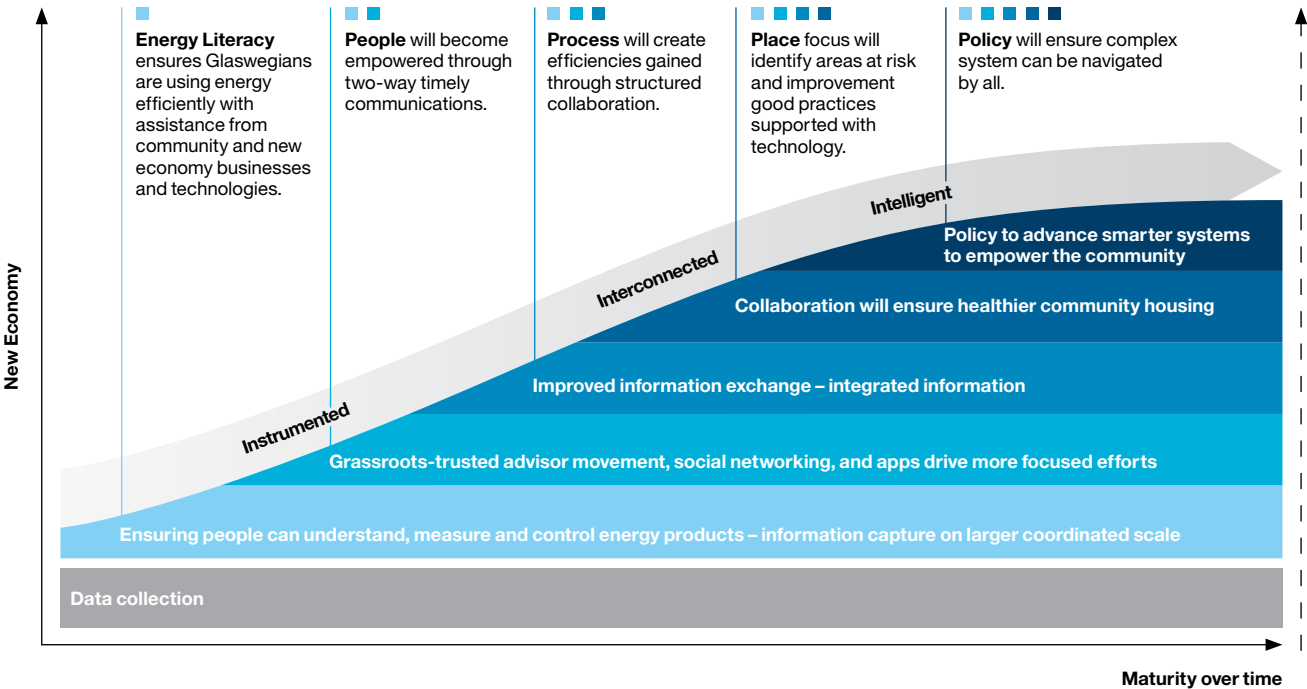 Energy Literacy
ensures Glaswegians
are using energy
efficiently with
assistance from
community and new
economy businesses
and technologies.
People will become
empowered through
two-way timely
communications.
Process will create
efficiencies gained
through structured
collaboration.
Place focus will
identify areas at risk
and improvement
good practices
supported with
technology.
Policy will ensure complex
system can be navigated
by all.
New Economy
Instrumented
Interconnected
Intelligent
Policy to advance smarter systems
to empower the community
Collaboration will ensure healthier community housing
Improved information exchange – integrated information
Grassroots-trusted advisor movement, social networking, and apps drive more focused efforts
Ensuring people can understand, measure and control energy products – information capture on larger coordinated scale
Data collection
Maturity over time